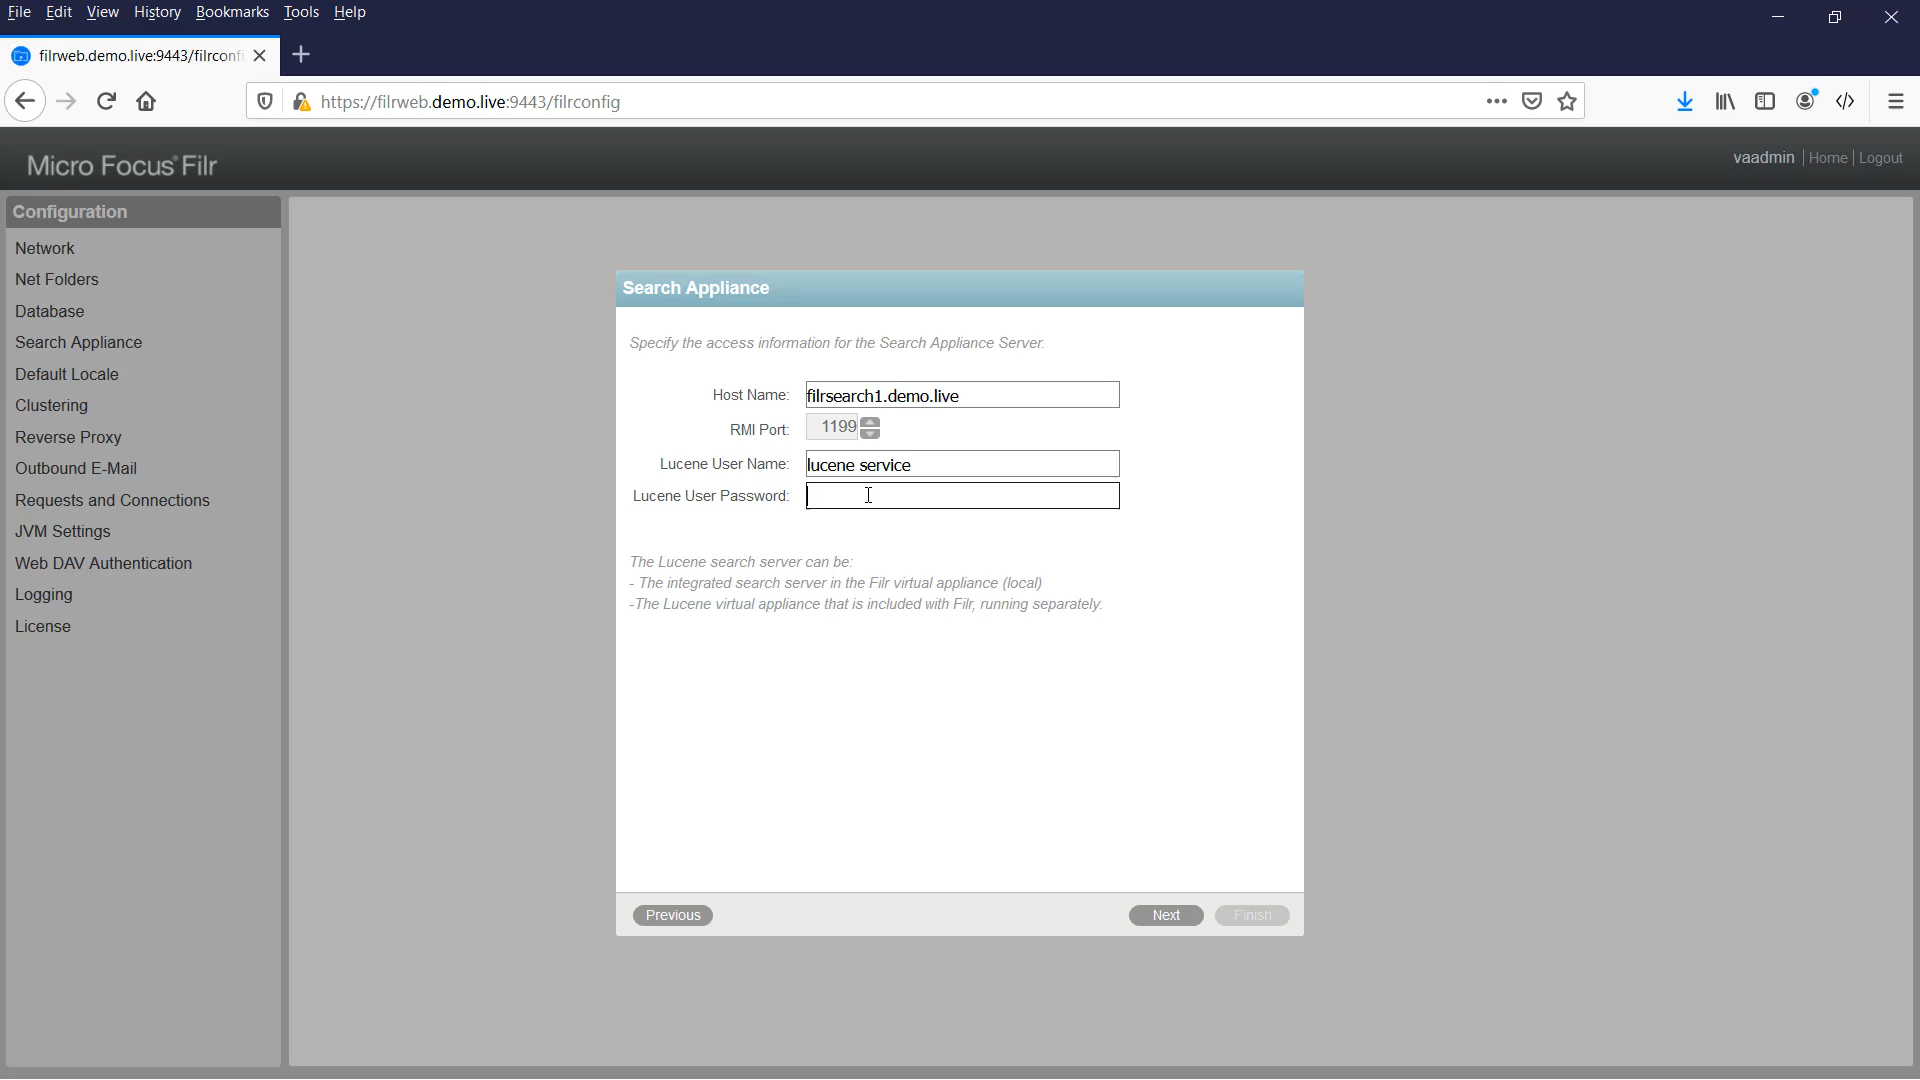 File Edit View History Bookmarks Tools Help
filrweb.demo.live:9443/filrconfi
https://filrweb.demo.live:9443/filrconfig
Micro Focus® Filr
vaadmin | Home | Logout
Configuration
Network
Net Folders
Database
Search Appliance
Default Locale
Clustering
Reverse Proxy
Outbound E-Mail
Requests and Connections
JVM Settings
Web DAV Authentication
Logging
License
Search Appliance
Specify the access information for the Search Appliance Server.
Host Name: filrsearch1.demo.live
RMI Port: 1199
Lucene User Name: lucene service
Lucene User Password:
The Lucene search server can be:
- The integrated search server in the Filr virtual appliance (local)
-The Lucene virtual appliance that is included with Filr, running separately.
Previous Next Finish